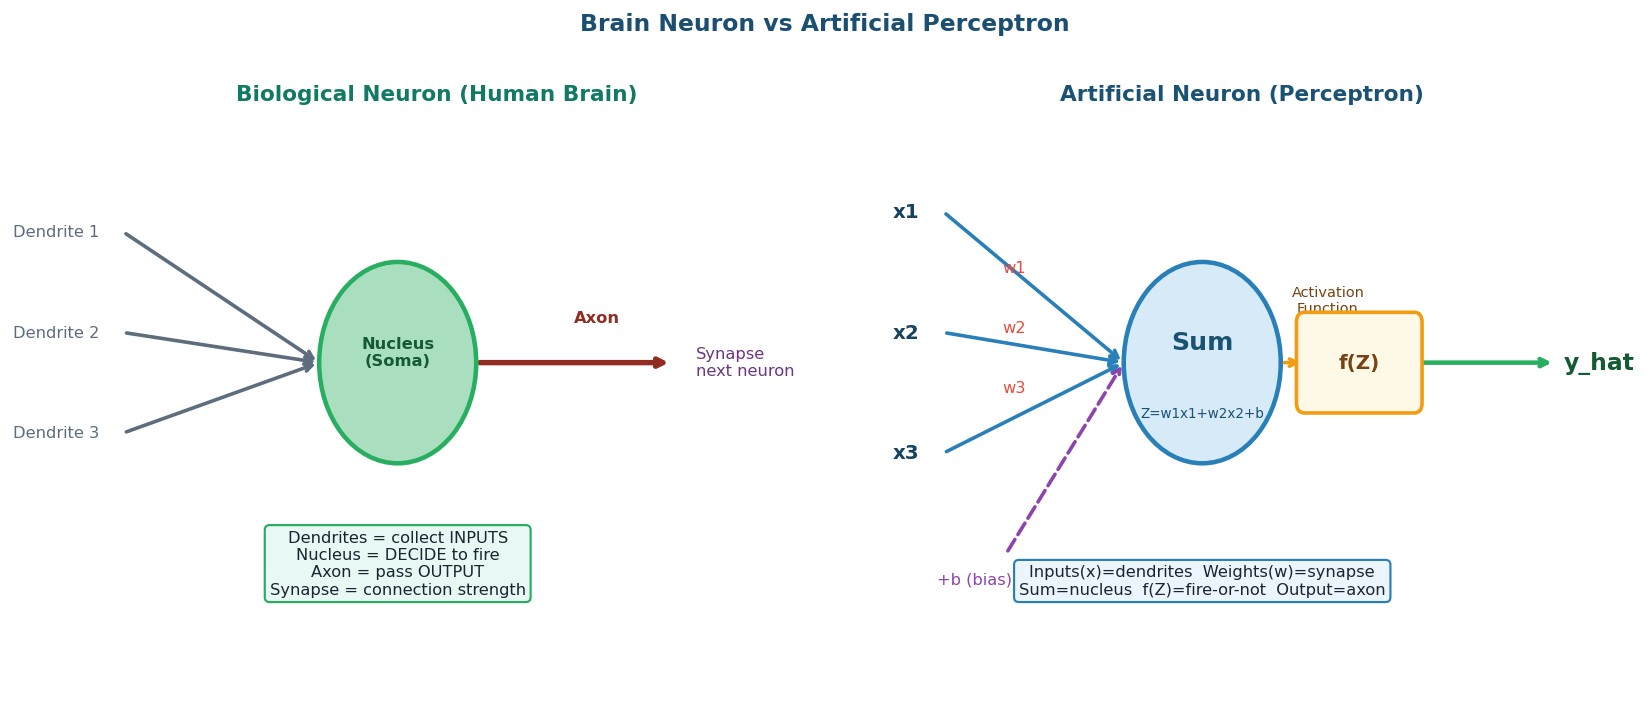 Brain Neuron vs Artificial Perceptron
Biological Neuron (Human Brain)
Dendrite 1
Dendrite 2
Dendrite 3
Nucleus
(Soma)
Axon
Synapse
next neuron
Dendrites = collect INPUTS
Nucleus = DECIDE to fire
Axon = pass OUTPUT
Synapse = connection strength
Artificial Neuron (Perceptron)
x1
x2
x3
w1
w2
w3
+b (bias)
Sum
Z=w1x1+w2x2+b
Activation
Function
f(Z)
y_hat
Inputs(x)=dendrites  Weights(w)=synapse
Sum=nucleus  f(Z)=fire-or-not  Output=axon